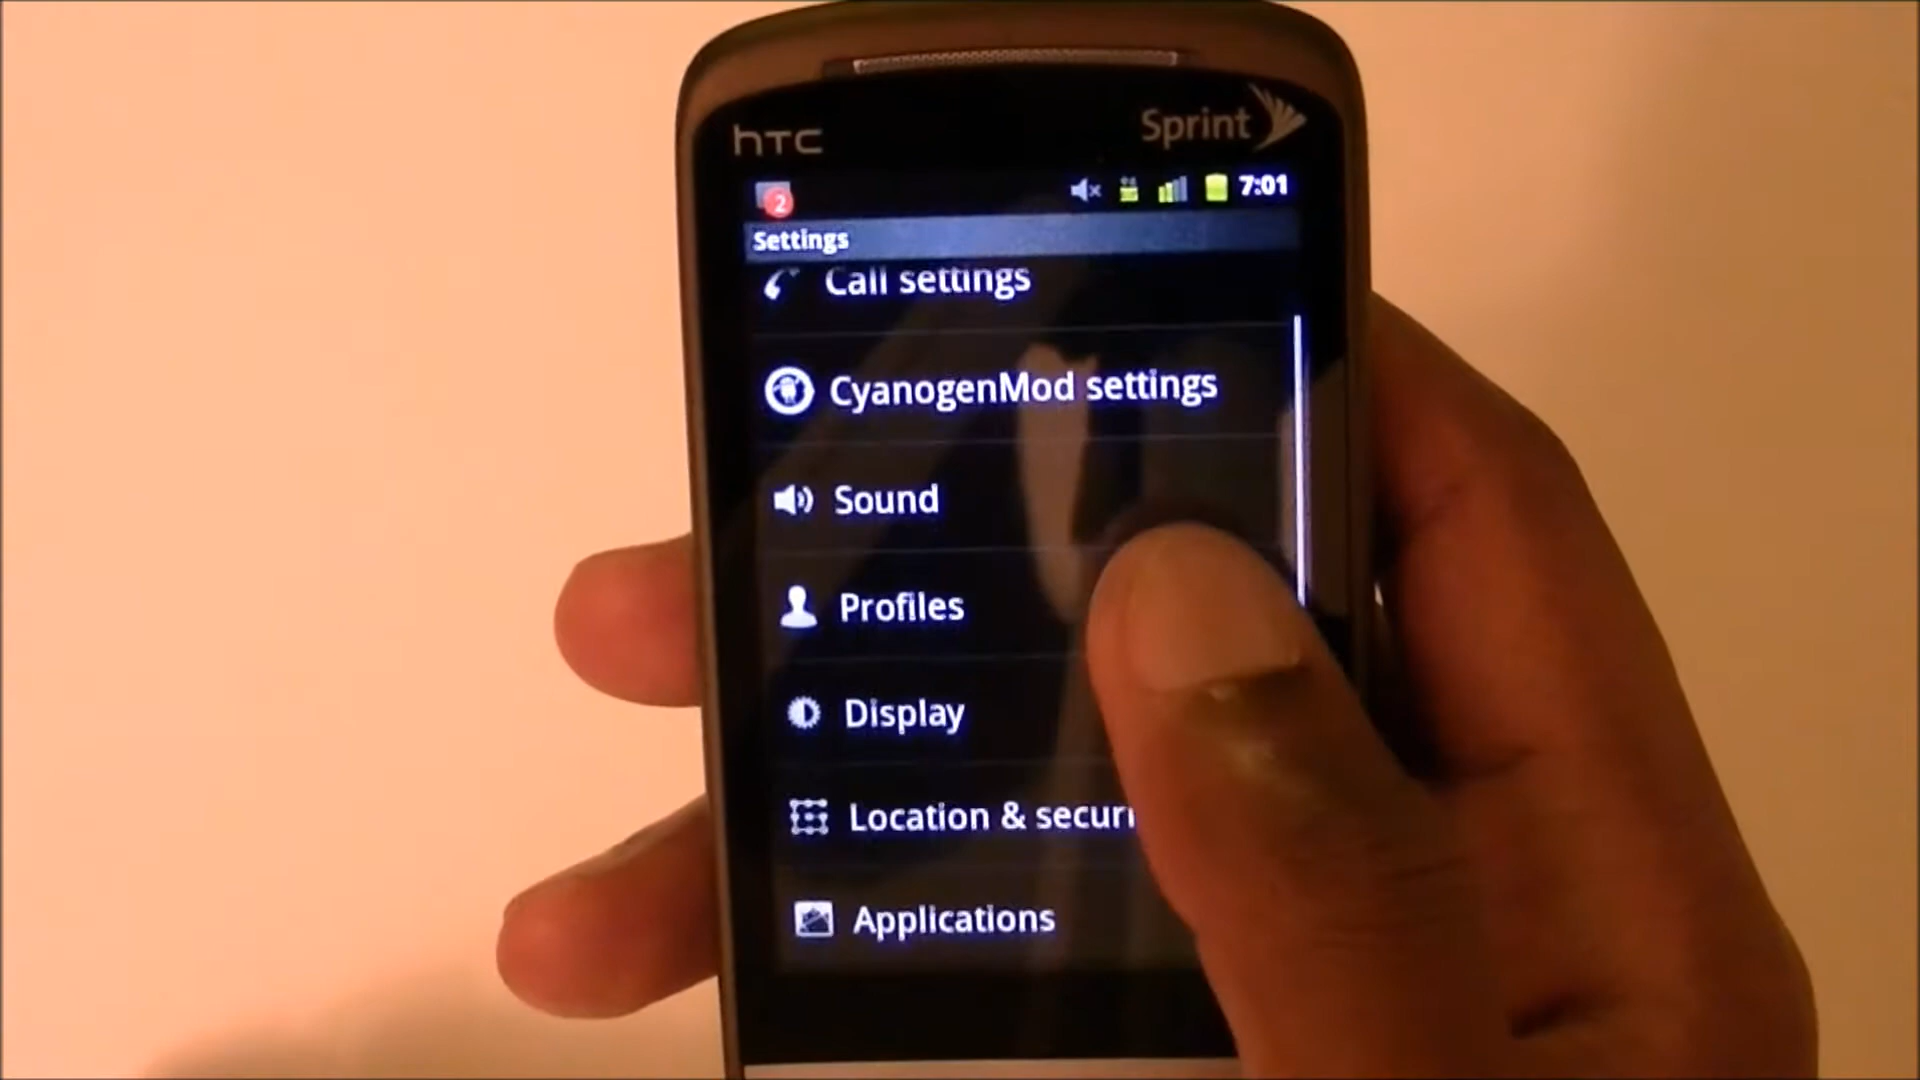 hTC
Sprint
2
7:01
Settings
Call settings
CyanogenMod settings
Sound
Profiles
Display
Location & securi
Applications